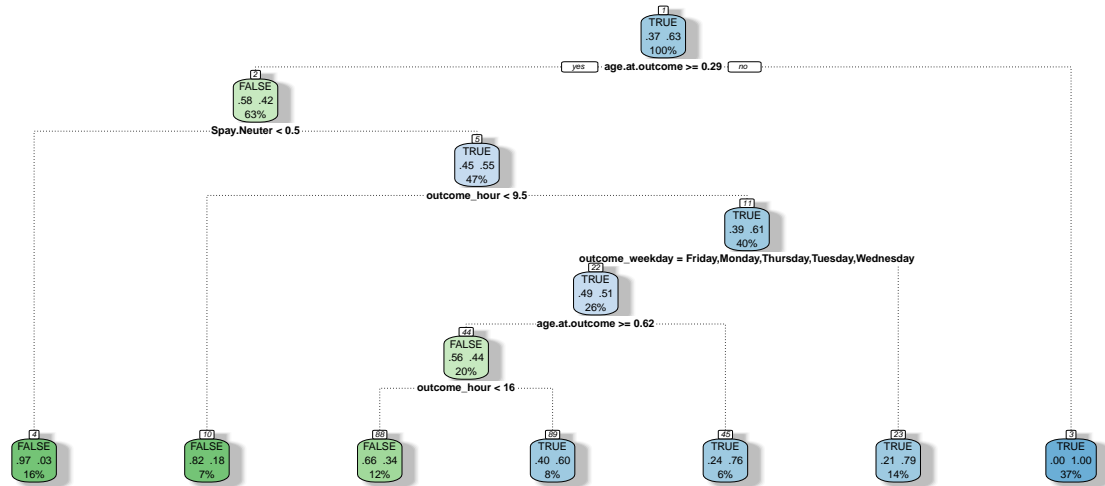 1
TRUE
.37 .63
100%
yes age.at.outcome >= 0.29 no
2
FALSE
.58 .42
63%
Spay.Neuter < 0.5
5
TRUE
.45 .55
47%
outcome_hour < 9.5
11
TRUE
.39 .61
40%
outcome_weekday = Friday,Monday,Thursday,Tuesday,Wednesday
22
TRUE
.49 .51
26%
age.at.outcome >= 0.62
44
FALSE
.56 .44
20%
outcome_hour < 16
4
FALSE
.97 .03
16%
10
FALSE
.82 .18
7%
88
FALSE
.66 .34
12%
89
TRUE
.40 .60
8%
45
TRUE
.24 .76
6%
23
TRUE
.21 .79
14%
3
TRUE
.00 1.00
37%